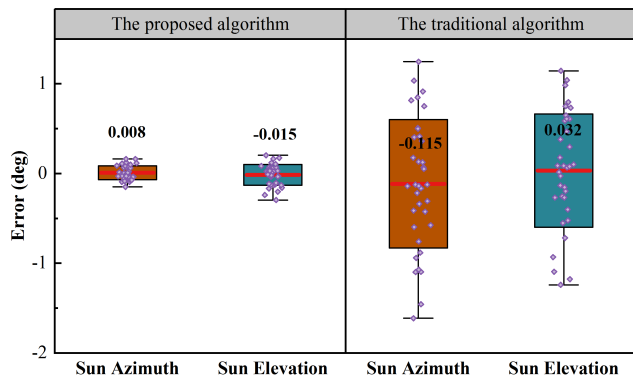 The proposed algorithm
The traditional algorithm
Error (deg)
1
0
-1
-2
0.008
-0.015
-0.115
0.032
Sun Azimuth
Sun Elevation
Sun Azimuth
Sun Elevation